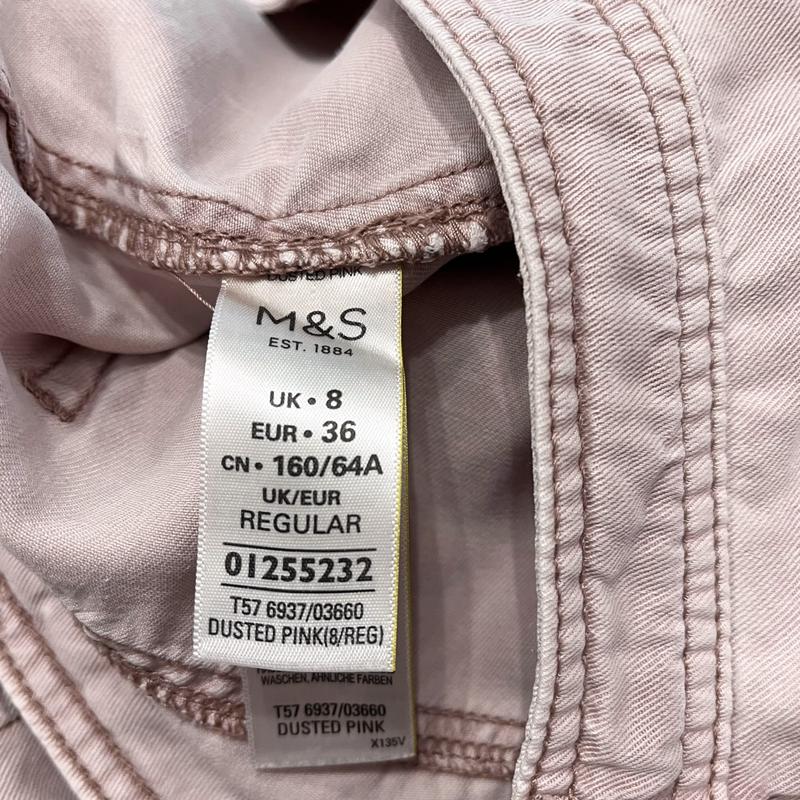 DUSTED PINK
M&S
EST. 1884
UK • 8
EUR • 36
CN • 160/64A
UK/EUR
REGULAR
01255232
T57 6937/03660
DUSTED PINK(8/REG)
WASCHEN, ÄHNLICHE FARBEN
T57 6937/03660
DUSTED PINK
X135V